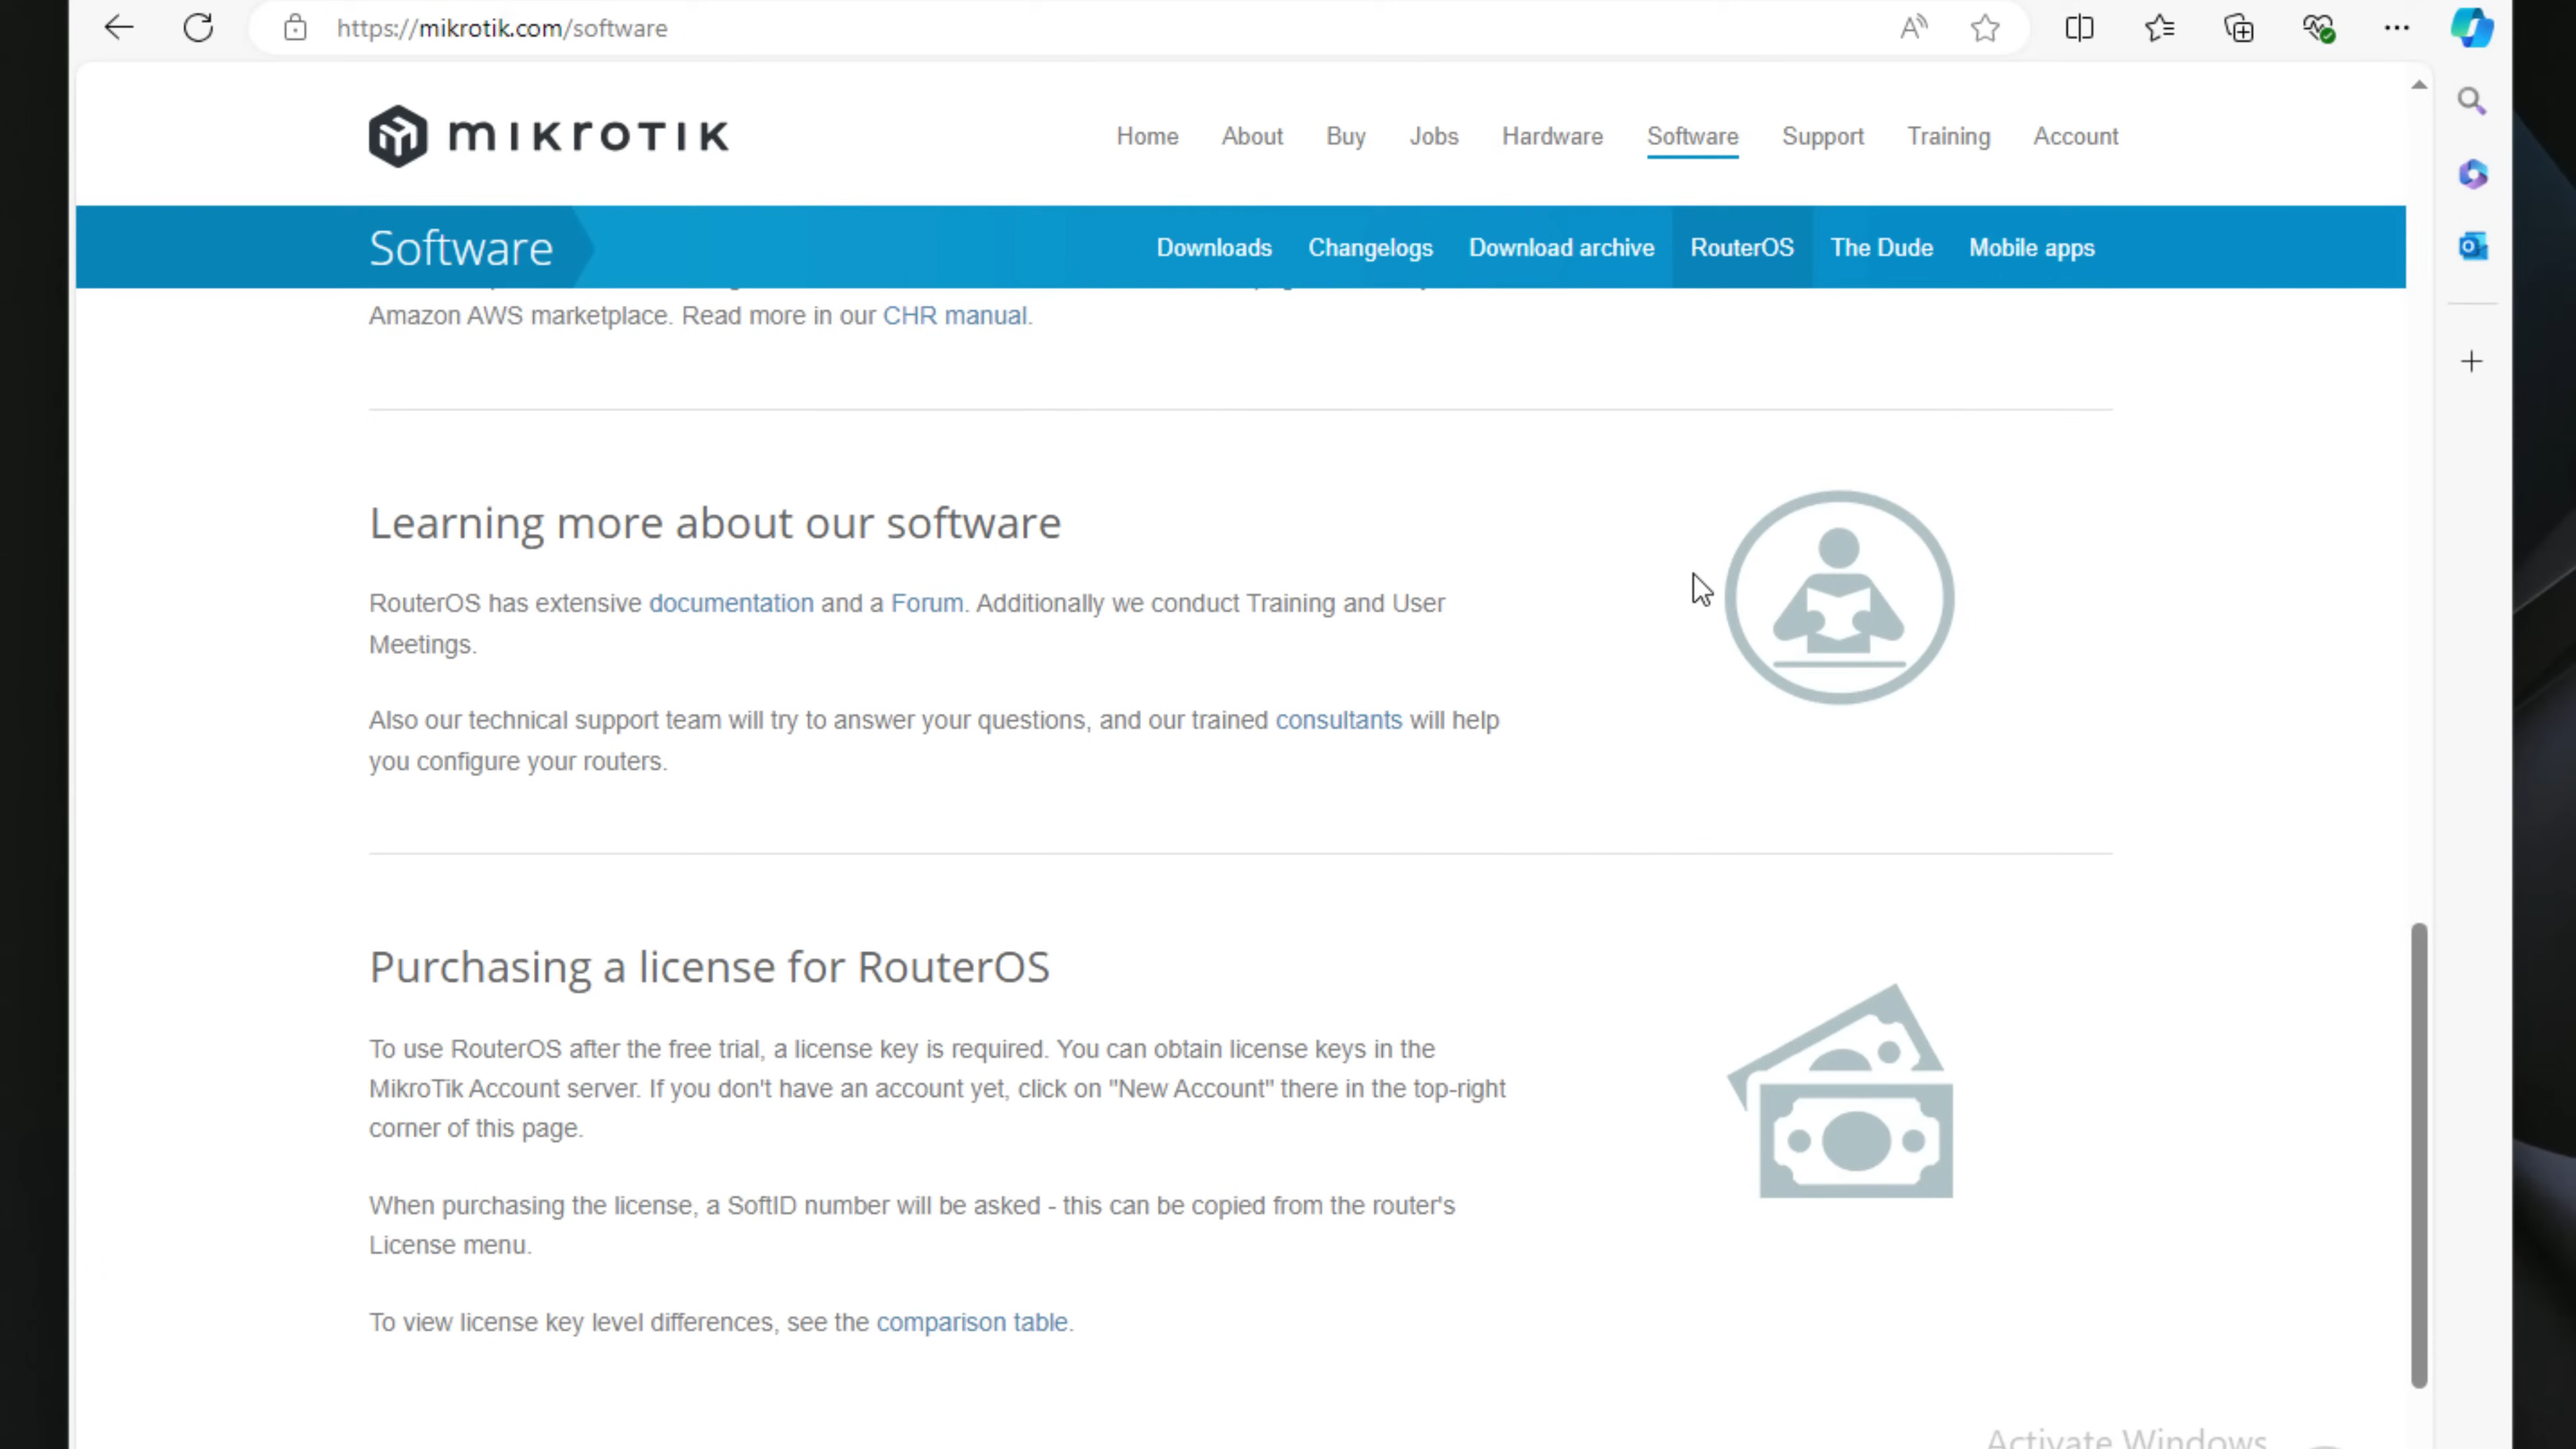 https://mikrotik.com/software
MIKROTIK
Home About Buy Jobs Hardware Software Support Training Account
Software
Downloads Changelogs Download archive RouterOS The Dude Mobile apps
Amazon AWS marketplace. Read more in our CHR manual.
Learning more about our software
RouterOS has extensive documentation and a Forum. Additionally we conduct Training and User
Meetings.
Also our technical support team will try to answer your questions, and our trained consultants will help
you configure your routers.
Purchasing a license for RouterOS
To use RouterOS after the free trial, a license key is required. You can obtain license keys in the
MikroTik Account server. If you don't have an account yet, click on "New Account" there in the top-right
corner of this page.
When purchasing the license, a SoftID number will be asked - this can be copied from the router's
License menu.
To view license key level differences, see the comparison table.
Activate Windows